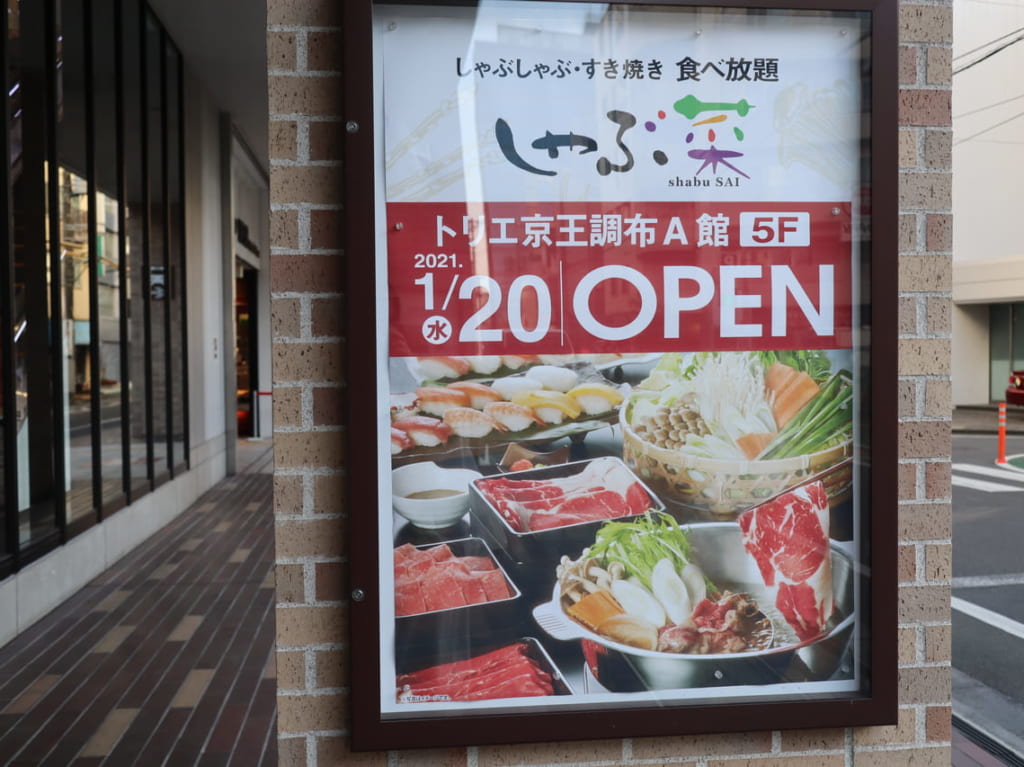 しゃぶしゃぶ・すき焼き 食べ放題
しゃぶ菜
shabu SAI
トリエ京王調布A館 5F
2021.
1/20 OPEN
水